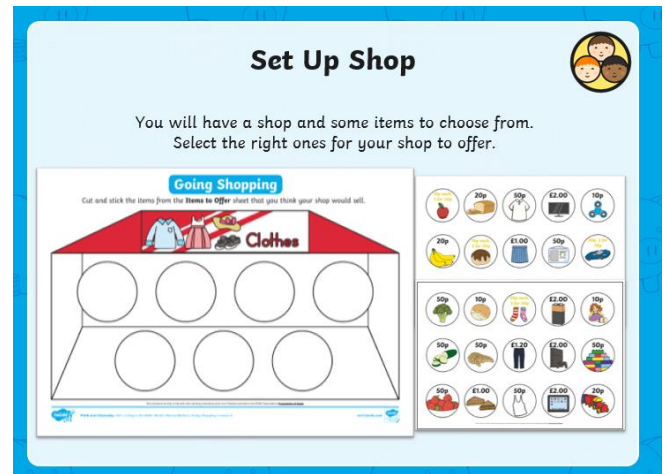 Set Up Shop
You will have a shop and some items to choose from.
Select the right ones for your shop to offer.
Going Shopping
Cut and stick the items from the Items to Offer sheet that you think your shop would sell.
Clothes
20p 50p £2.00 10p
20p £1.00 50p
50p 10p £2.00 10p
50p 50p £1.20 £2.00 50p
50p £1.00 50p £2.00 20p